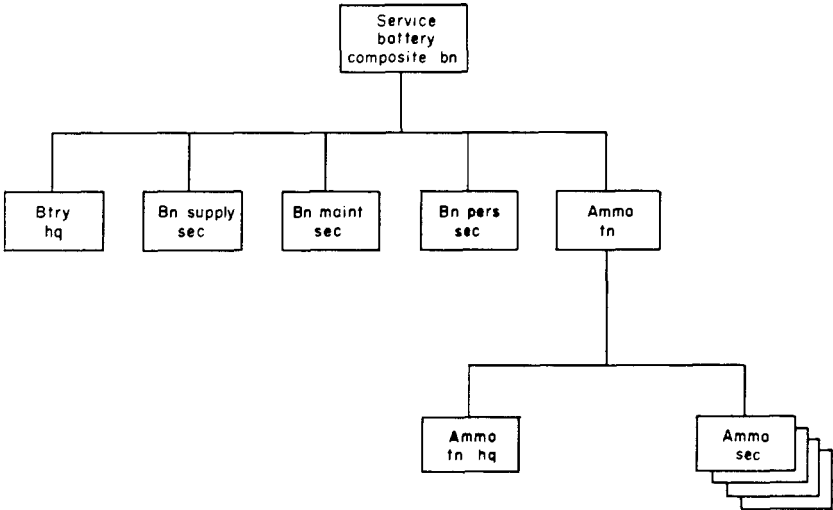 Service
battery
composite bn
Btry
hq
Bn supply
sec
Bn maint
sec
Bn pers
sec
Ammo
tn
Ammo
tn hq
Ammo
sec